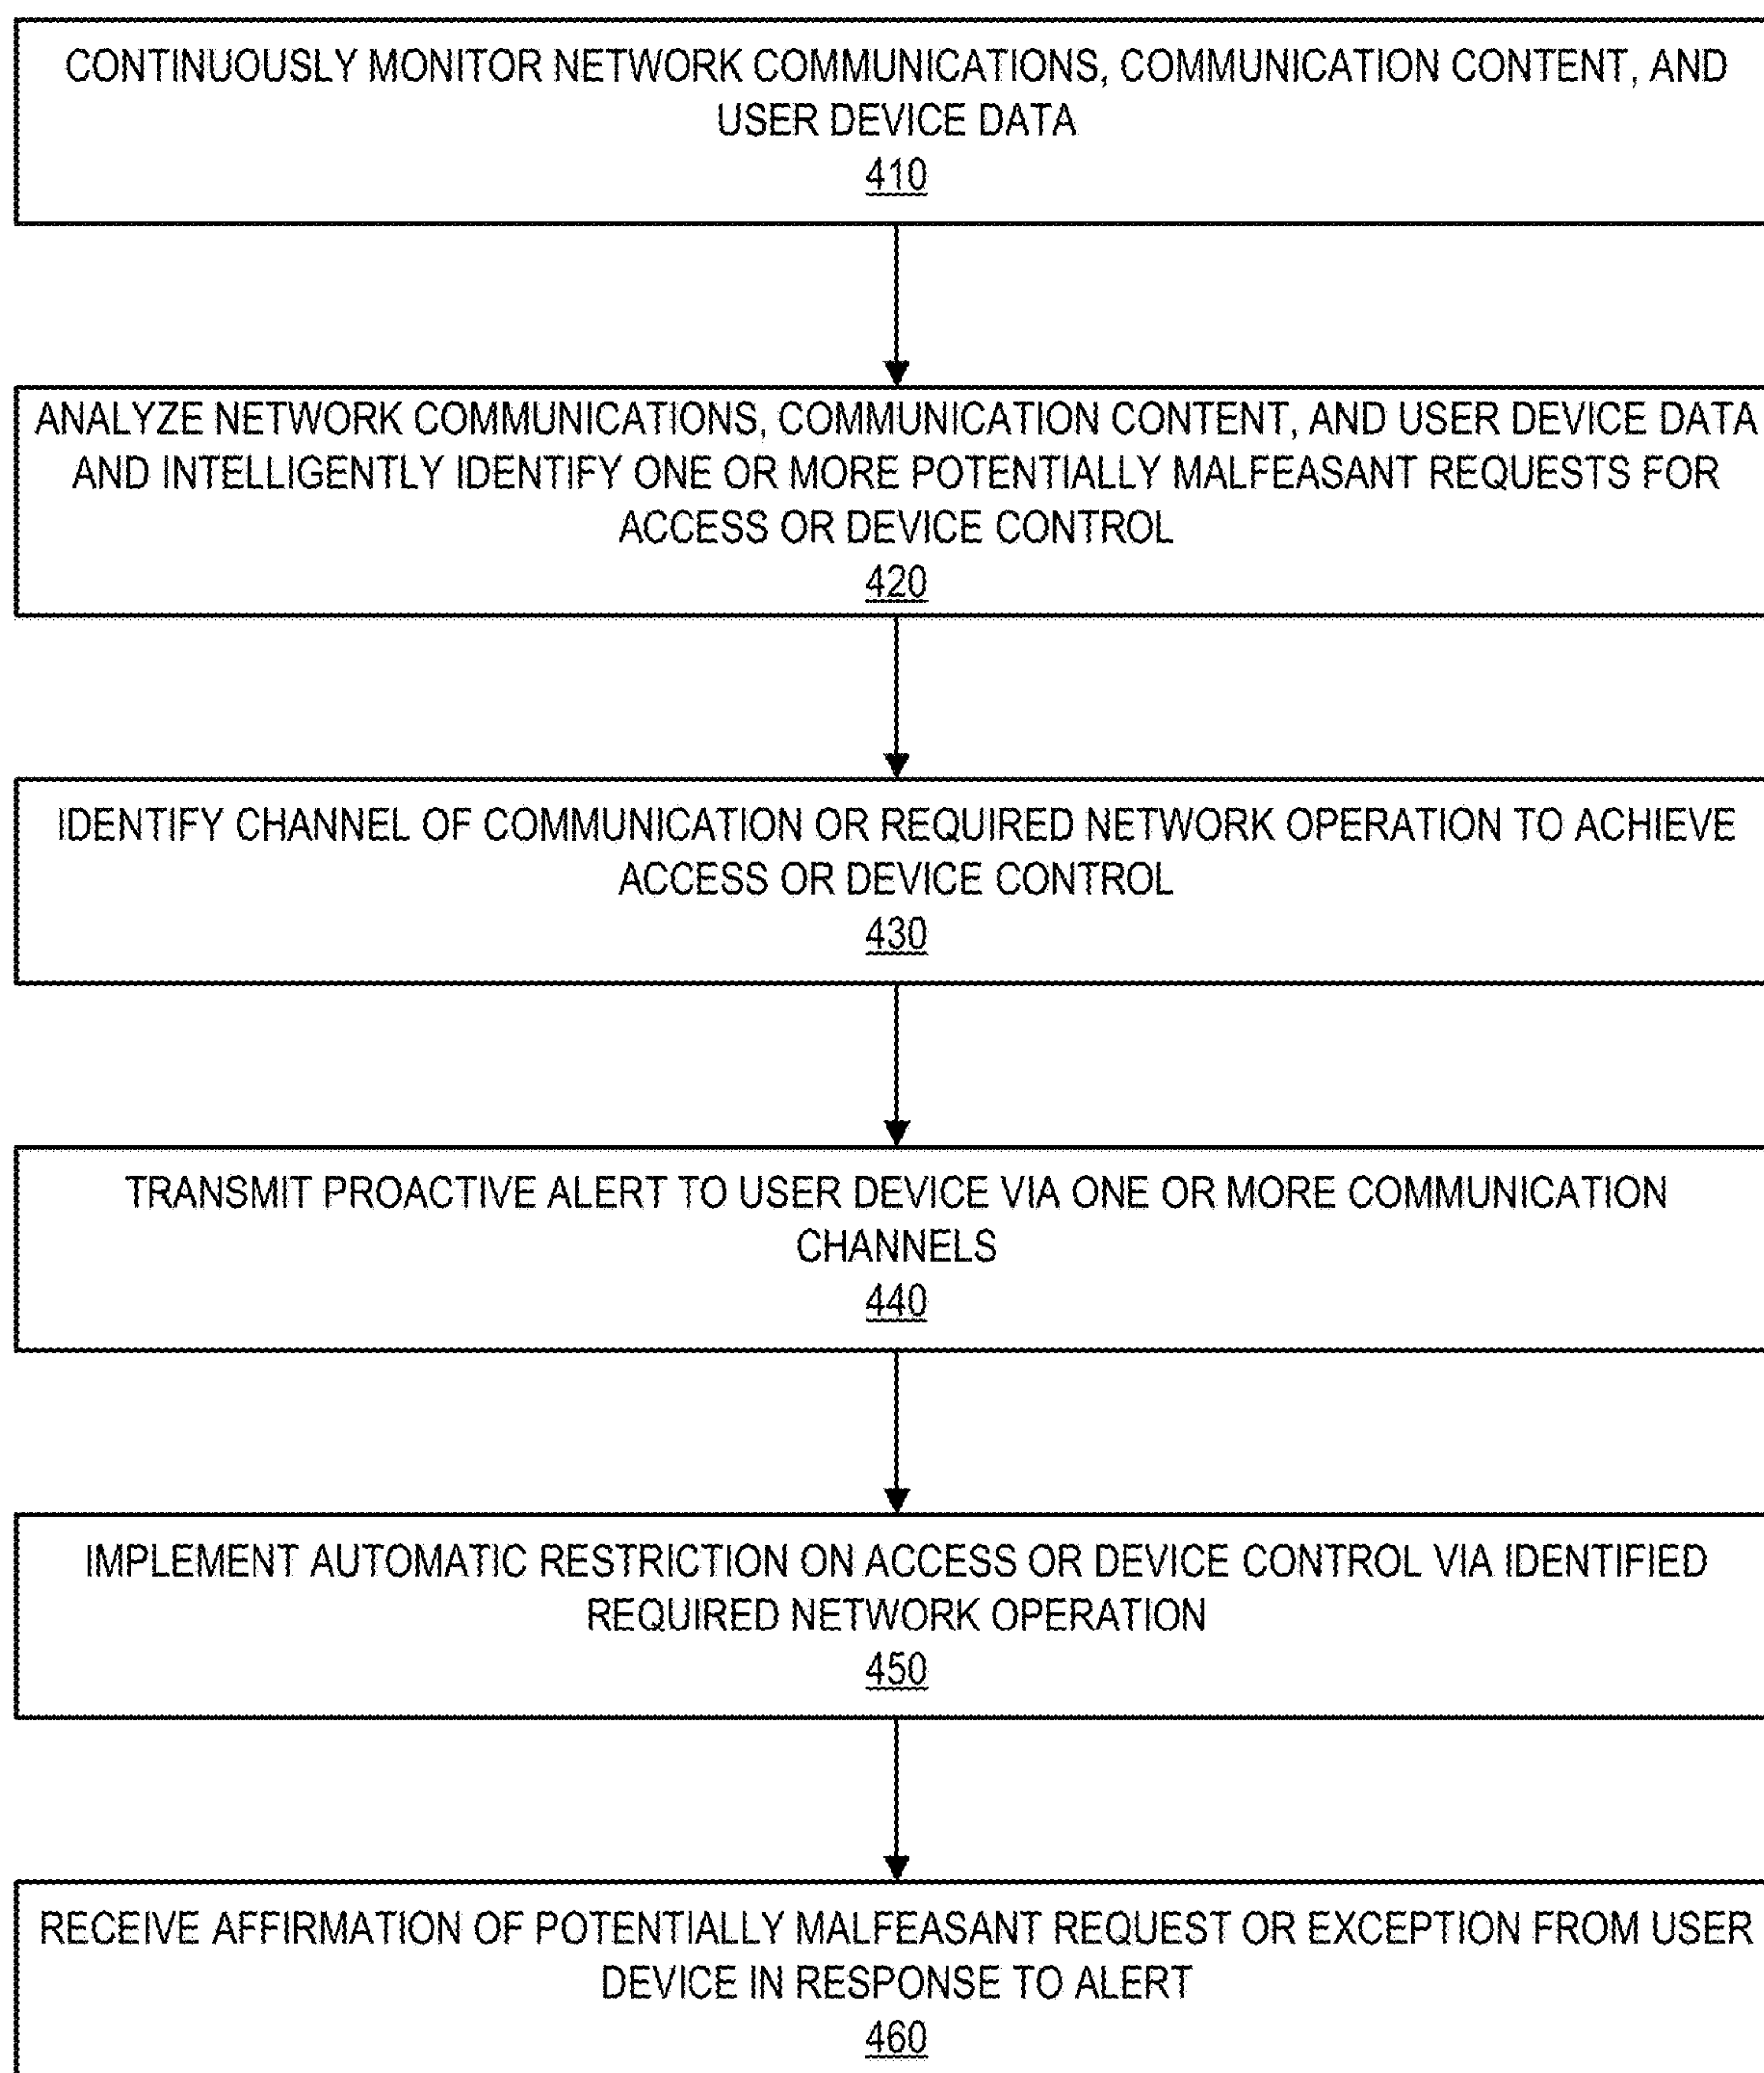 CONTINUOUSLY MONITOR NETWORK COMMUNICATIONS, COMMUNICATION CONTENT, AND
USER DEVICE DATA
410
ANALYZE NETWORK COMMUNICATIONS, COMMUNICATION CONTENT, AND USER DEVICE DATA
AND INTELLIGENTLY IDENTIFY ONE OR MORE POTENTIALLY MALFEASANT REQUESTS FOR
ACCESS OR DEVICE CONTROL
420
IDENTIFY CHANNEL OF COMMUNICATION OR REQUIRED NETWORK OPERATION TO ACHIEVE
ACCESS OR DEVICE CONTROL
430
TRANSMIT PROACTIVE ALERT TO USER DEVICE VIA ONE OR MORE COMMUNICATION
CHANNELS
440
IMPLEMENT AUTOMATIC RESTRICTION ON ACCESS OR DEVICE CONTROL VIA IDENTIFIED
REQUIRED NETWORK OPERATION
450
RECEIVE AFFIRMATION OF POTENTIALLY MALFEASANT REQUEST OR EXCEPTION FROM USER
DEVICE IN RESPONSE TO ALERT
460